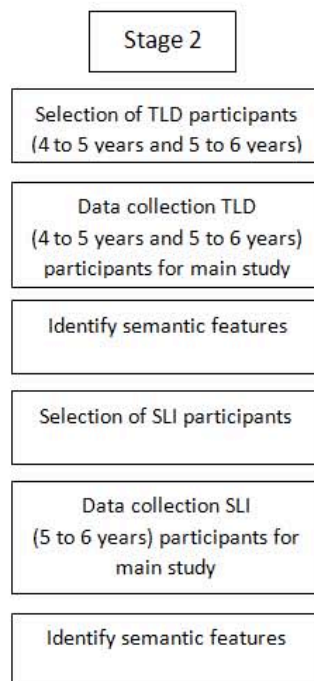 Stage 2
Selection of TLD participants
(4 to 5 years and 5 to 6 years)
Data collection TLD
(4 to 5 years and 5 to 6 years)
participants for main study
Identify semantic features
Selection of SLI participants
Data collection SLI
(5 to 6 years) participants for
main study
Identify semantic features